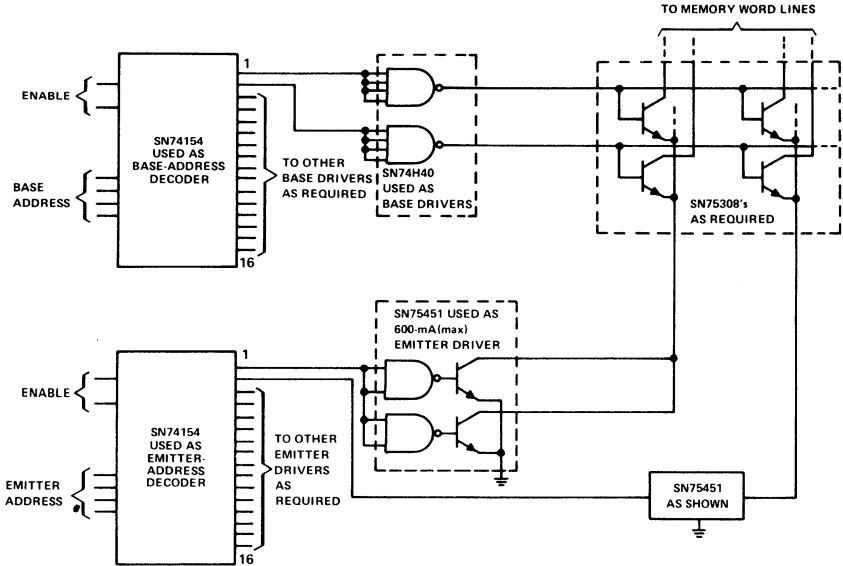 TO MEMORY WORD LINES
1
ENABLE
SN74154
USED AS
BASE-ADDRESS
DECODER
BASE
ADDRESS
TO OTHER
BASE DRIVERS
AS REQUIRED
16
SN74H40
USED AS
BASE DRIVERS
SN75308's
AS REQUIRED
SN75451 USED AS
600-mA(max)
EMITTER DRIVER
1
ENABLE
SN74154
USED AS
EMITTER-
ADDRESS
DECODER
EMITTER
ADDRESS
TO OTHER
EMITTER
DRIVERS
AS
REQUIRED
16
SN75451
AS SHOWN